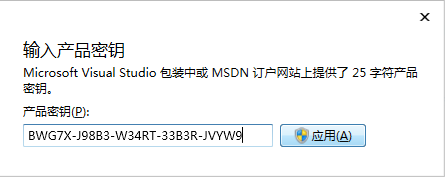 输入产品密钥
Microsoft Visual Studio 包装中或 MSDN 订户网站上提供了 25 字符产品
密钥。
产品密钥(P):
BWG7X-J98B3-W34RT-33B3R-JVYW9
应用(A)